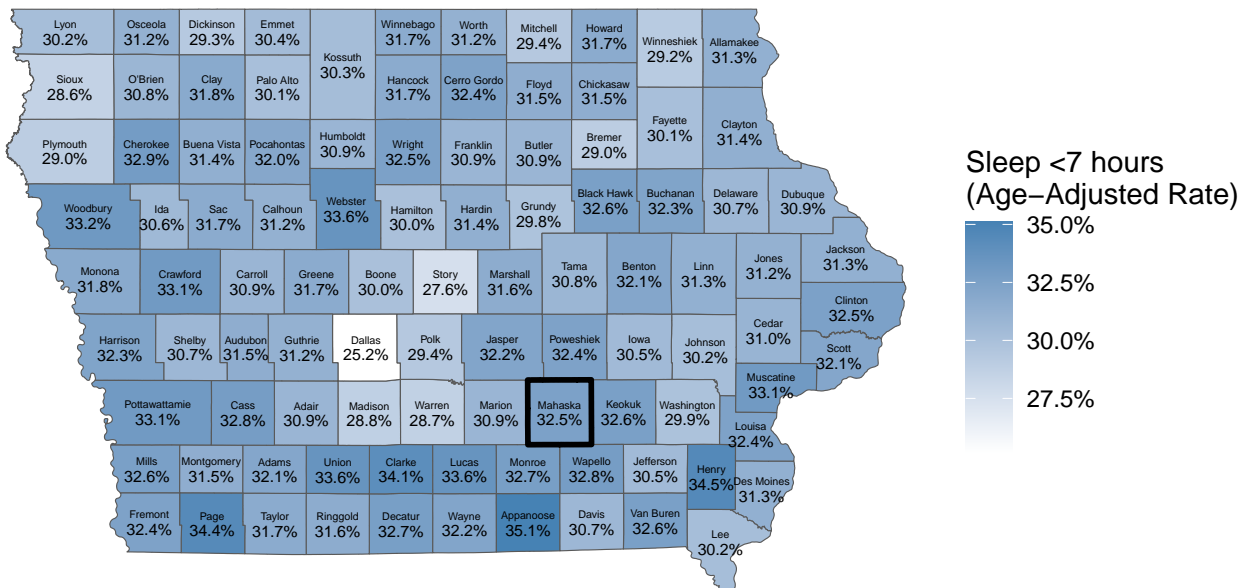 Lyon
30.2%
Osceola
31.2%
Dickinson
29.3%
Emmet
30.4%
Kossuth
30.3%
Winnebago
31.7%
Worth
31.2%
Mitchell
29.4%
Howard
31.7%
Winneshiek
29.2%
Allamakee
31.3%
Sioux
28.6%
O'Brien
30.8%
Clay
31.8%
Palo Alto
30.1%
Hancock
31.7%
Cerro Gordo
32.4%
Floyd
31.5%
Chickasaw
31.5%
Fayette
30.1%
Clayton
31.4%
Plymouth
29.0%
Cherokee
32.9%
Buena Vista
31.4%
Pocahontas
32.0%
Humboldt
30.9%
Wright
32.5%
Franklin
30.9%
Butler
30.9%
Bremer
29.0%
Woodbury
33.2%
Ida
30.6%
Sac
31.7%
Calhoun
31.2%
Webster
33.6%
Hamilton
30.0%
Hardin
31.4%
Grundy
29.8%
Black Hawk
32.6%
Buchanan
32.3%
Delaware
30.7%
Dubuque
30.9%
Monona
31.8%
Crawford
33.1%
Carroll
30.9%
Greene
31.7%
Boone
30.0%
Story
27.6%
Marshall
31.6%
Tama
30.8%
Benton
32.1%
Linn
31.3%
Jones
31.2%
Jackson
31.3%
Clinton
32.5%
Harrison
32.3%
Shelby
30.7%
Audubon
31.5%
Guthrie
31.2%
Dallas
25.2%
Polk
29.4%
Jasper
32.2%
Poweshiek
32.4%
Iowa
30.5%
Johnson
30.2%
Cedar
31.0%
Scott
32.1%
Muscatine
33.1%
Pottawattamie
33.1%
Cass
32.8%
Adair
30.9%
Madison
28.8%
Warren
28.7%
Marion
30.9%
Mahaska
32.5%
Keokuk
32.6%
Washington
29.9%
Louisa
32.4%
Mills
32.6%
Montgomery
31.5%
Adams
32.1%
Union
33.6%
Clarke
34.1%
Lucas
33.6%
Monroe
32.7%
Wapello
32.8%
Jefferson
30.5%
Henry
34.5%
Des Moines
31.3%
Fremont
32.4%
Page
34.4%
Taylor
31.7%
Ringgold
31.6%
Decatur
32.7%
Wayne
32.2%
Appanoose
35.1%
Davis
30.7%
Van Buren
32.6%
Lee
30.2%
Sleep <7 hours
(Age−Adjusted Rate)
35.0%
32.5%
30.0%
27.5%